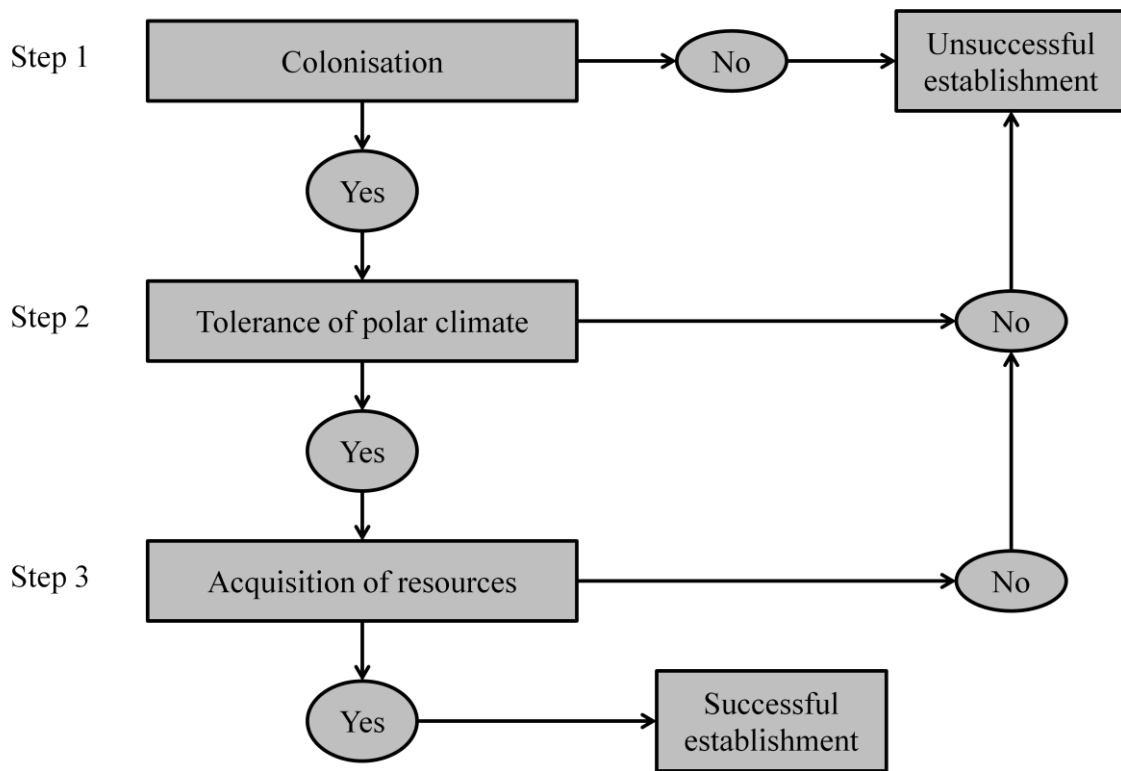 Step 1
Colonisation
No
Unsuccessful
establishment
Yes
Step 2
Tolerance of polar climate
No
Yes
Step 3
Acquisition of resources
No
Yes
Successful
establishment